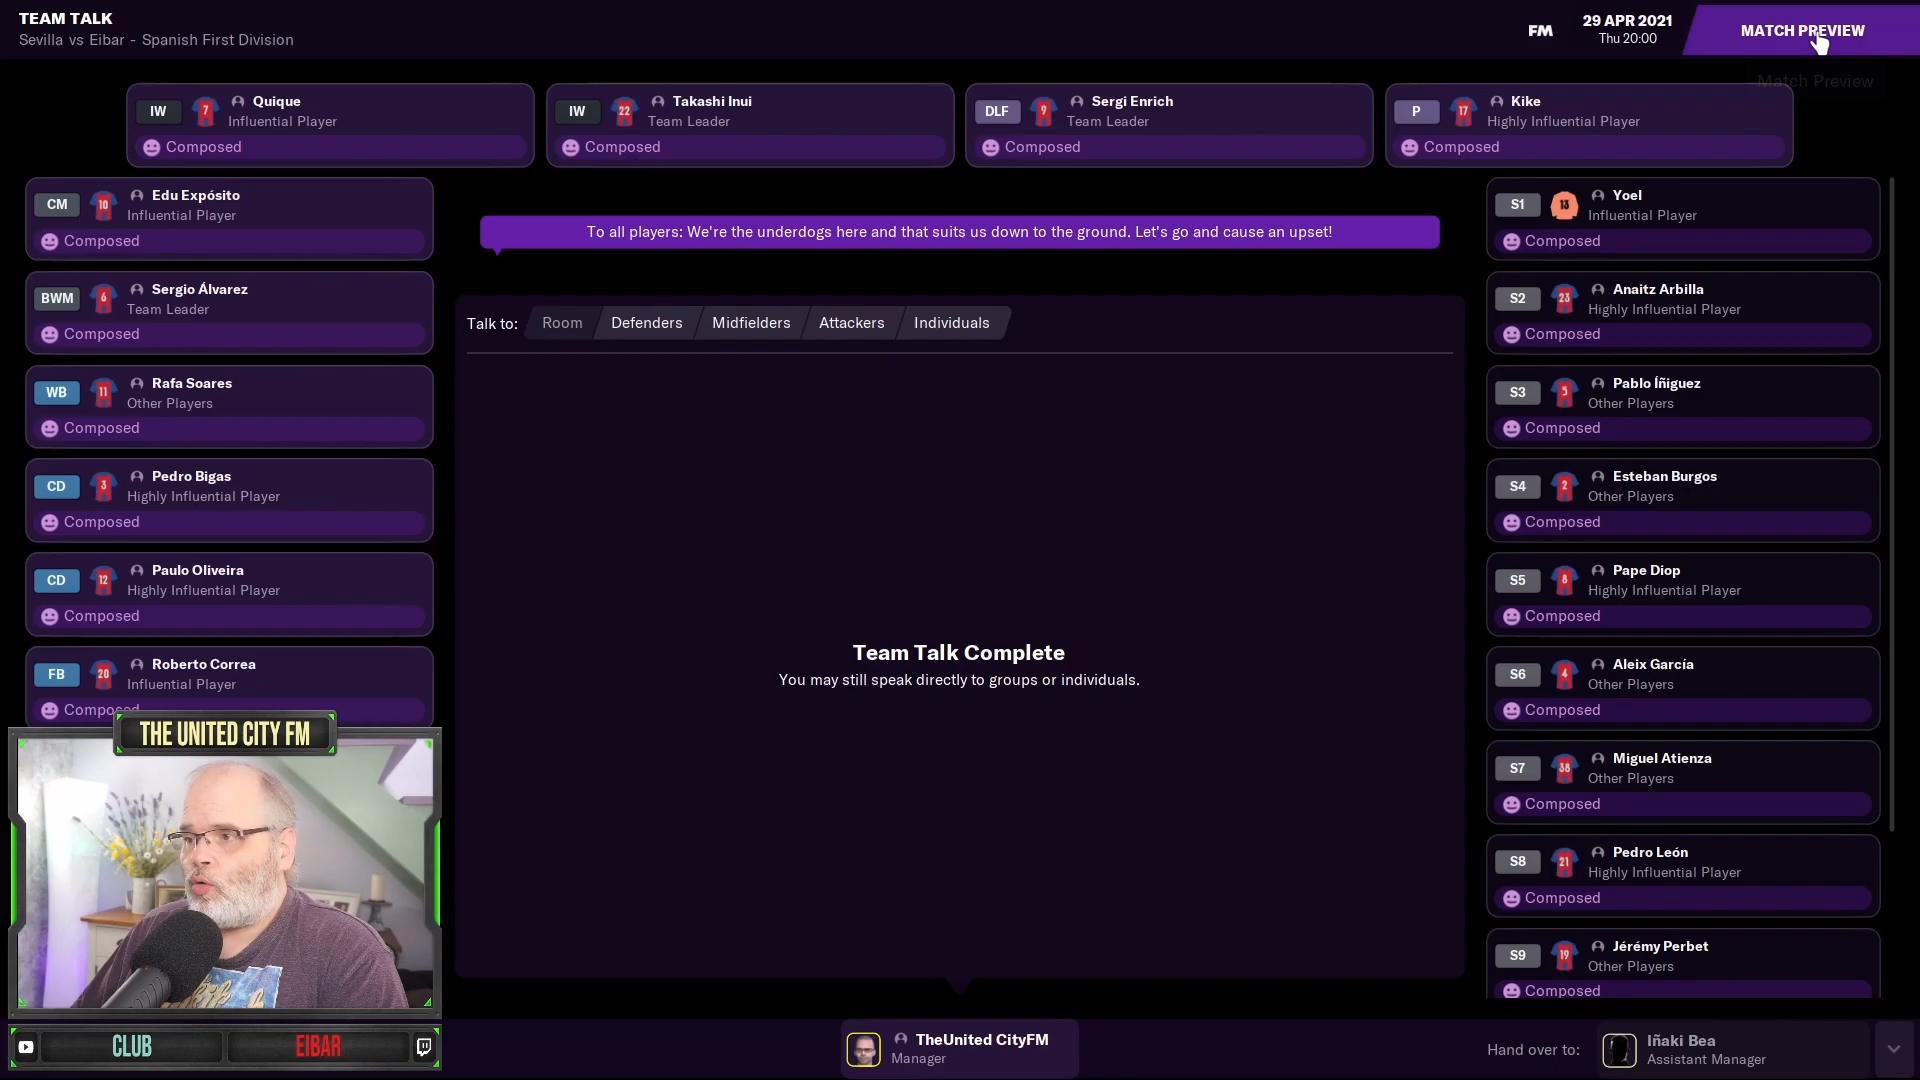 TEAM TALK
Sevilla vs Eibar - Spanish First Division
FM
29 APR 2021
Thu 20:00
MATCH PREVIEW
Match Preview
IW
7
Quique
Influential Player
Composed
IW
22
Takashi Inui
Team Leader
Composed
DLF
9
Sergi Enrich
Team Leader
Composed
P
17
Kike
Highly Influential Player
Composed
CM
10
Edu Expósito
Influential Player
Composed
BWM
6
Sergio Álvarez
Team Leader
Composed
WB
11
Rafa Soares
Other Players
Composed
CD
3
Pedro Bigas
Highly Influential Player
Composed
CD
12
Paulo Oliveira
Highly Influential Player
Composed
FB
20
Roberto Correa
Influential Player
Composed
To all players: We're the underdogs here and that suits us down to the ground. Let's go and cause an upset!
Talk to:
Room
Defenders
Midfielders
Attackers
Individuals
Team Talk Complete
You may still speak directly to groups or individuals.
S1
13
Yoel
Influential Player
Composed
S2
23
Anaitz Arbilla
Highly Influential Player
Composed
S3
5
Pablo Íñiguez
Other Players
Composed
S4
2
Esteban Burgos
Other Players
Composed
S5
8
Pape Diop
Highly Influential Player
Composed
S6
4
Aleix García
Other Players
Composed
S7
38
Miguel Atienza
Other Players
Composed
S8
21
Pedro León
Highly Influential Player
Composed
S9
19
Jérémy Perbet
Other Players
Composed
THE UNITED CITY FM
CLUB
EIBAR
TheUnited CityFM
Manager
Hand over to:
Iñaki Bea
Assistant Manager